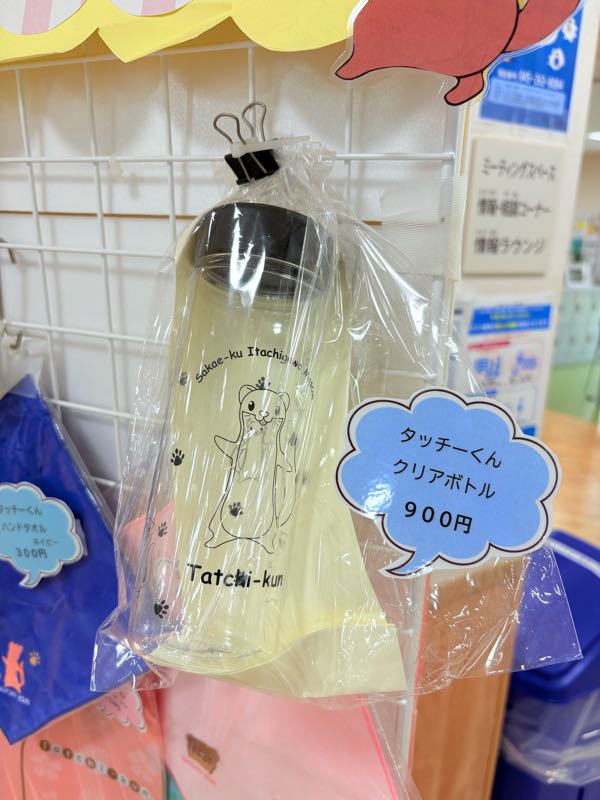 ミーティングスペース
情報・相談コーナー
情報ラウンジ
Sakae-ku Itachigawa
Tatchi-kun
タッチーくん
クリアボトル
900円
タッチーくん
ハンドタオル
ネイビー
300円
Tatchi-kun